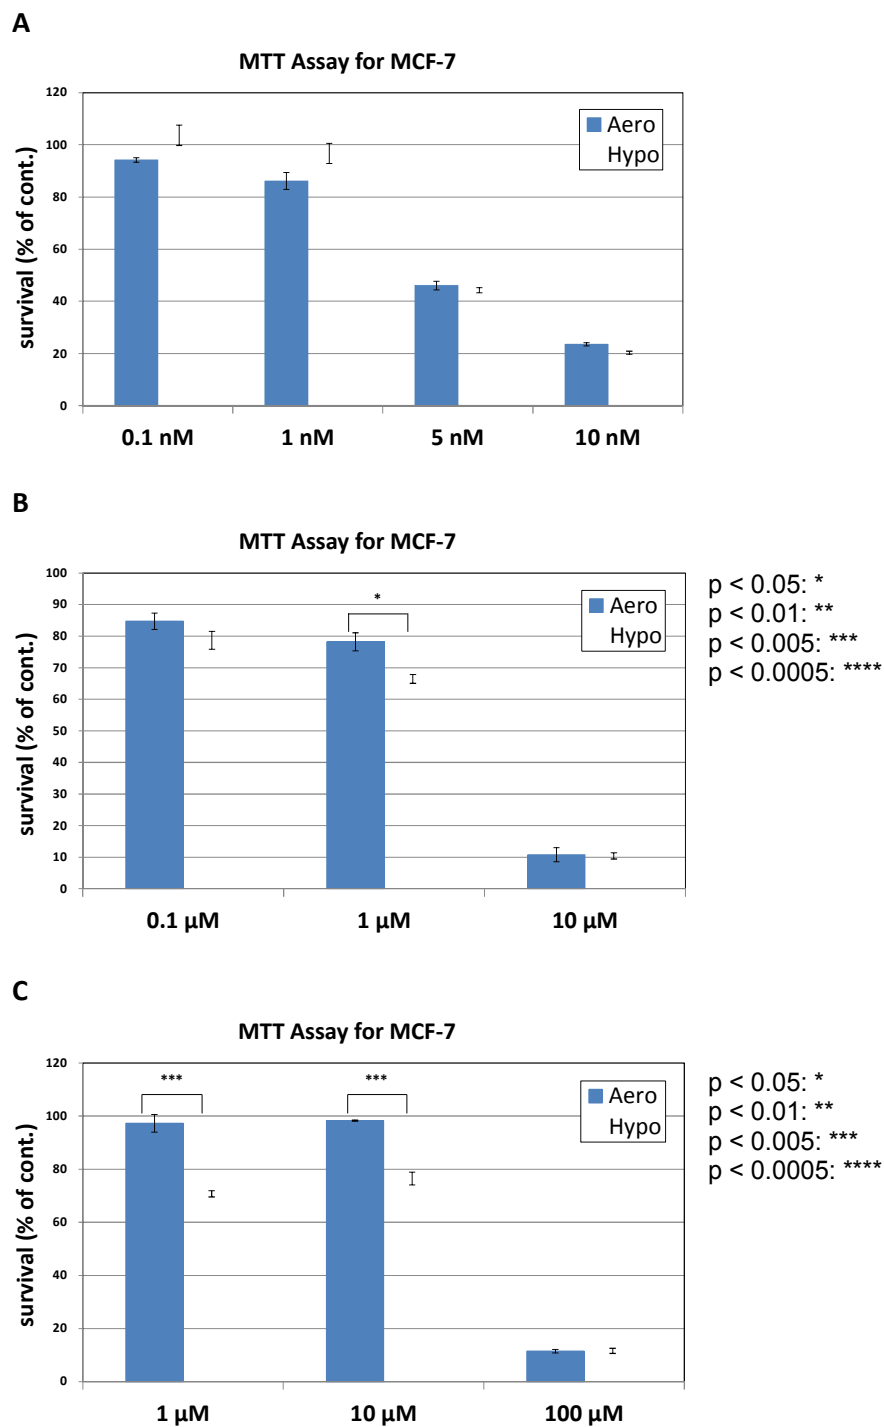 A
MTT Assay for MCF-7
survival (% of cont.)
120
100
80
60
40
20
0
Aero
Hypo
0.1 nM 1 nM 5 nM 10 nM
B
MTT Assay for MCF-7
survival (% of cont.)
100
90
80
70
60
50
40
30
20
10
0
*
Aero
Hypo
0.1 µM 1 µM 10 µM
p < 0.05: *
p < 0.01: **
p < 0.005: ***
p < 0.0005: ****
C
MTT Assay for MCF-7
survival (% of cont.)
120
100
80
60
40
20
0
*** ***
Aero
Hypo
1 µM 10 µM 100 µM
p < 0.05: *
p < 0.01: **
p < 0.005: ***
p < 0.0005: ****